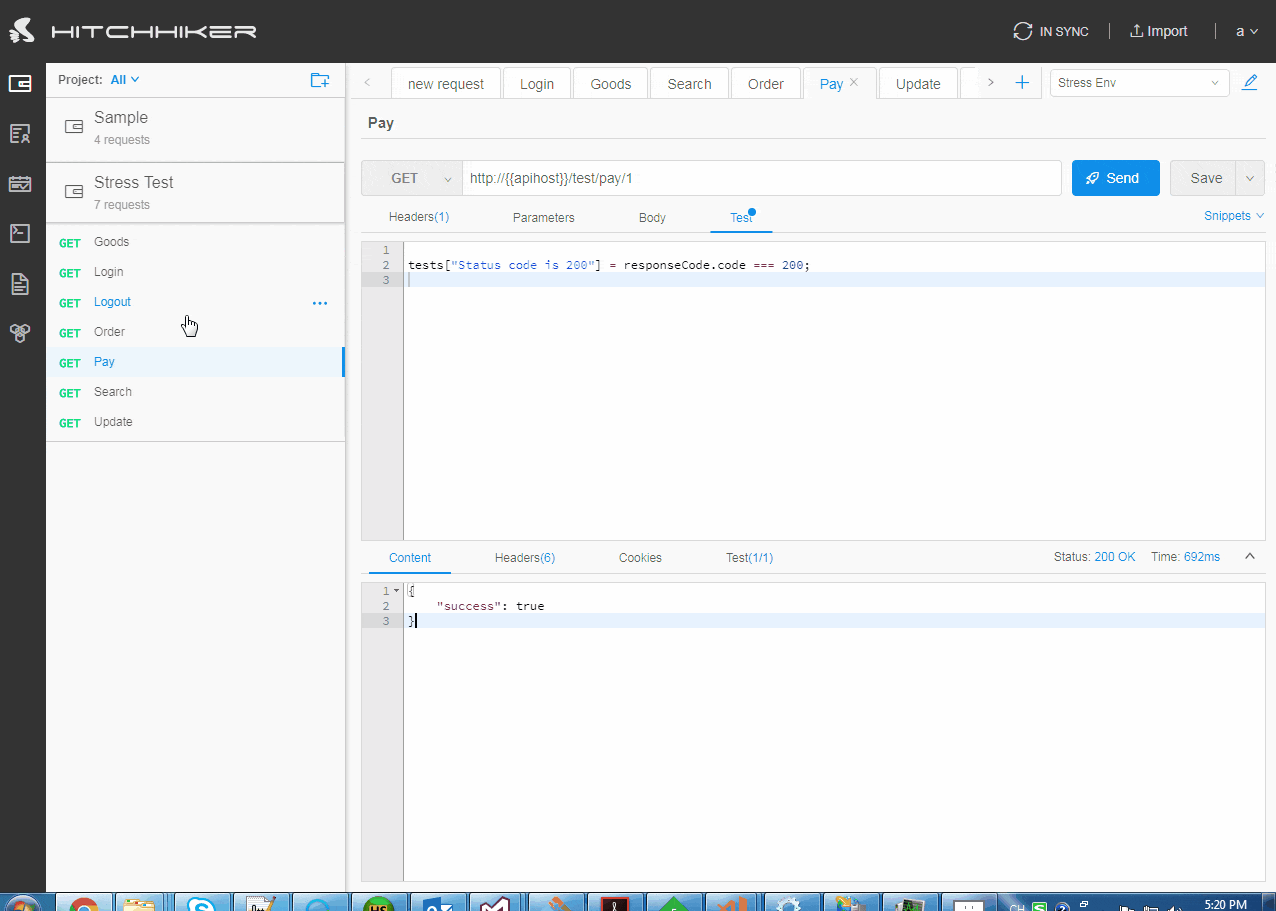 HITCHHIKER
IN SYNC
Import
a
Project: All
Sample
4 requests
Stress Test
7 requests
GET Goods
GET Login
GET Logout
GET Order
GET Pay
GET Search
GET Update
new request
Login
Goods
Search
Order
Pay
Update
Stress Env
Pay
GET
http://{{apihost}}/test/pay/1
Send
Save
Headers(1)
Parameters
Body
Test
Snippets
1
2 tests["Status code is 200"] = responseCode.code === 200;
3
Content
Headers(6)
Cookies
Test(1/1)
Status: 200 OK
Time: 692ms
1 {
2 "success": true
3 }
CH
5:20 PM